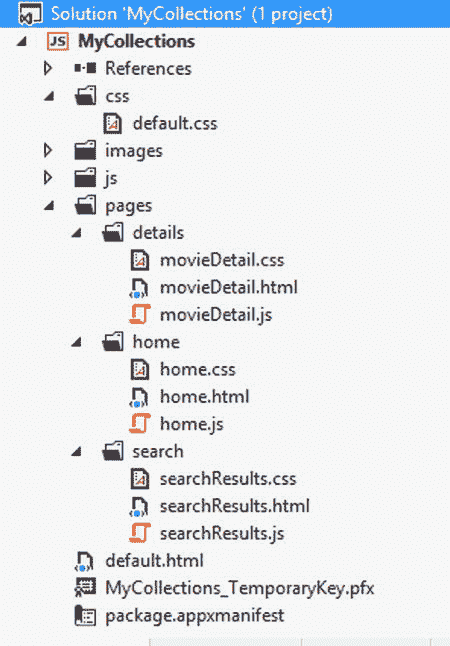 Solution 'MyCollections' (1 project)
JS MyCollections
References
css
default.css
images
js
pages
details
movieDetail.css
movieDetail.html
movieDetail.js
home
home.css
home.html
home.js
search
searchResults.css
searchResults.html
searchResults.js
default.html
MyCollections_TemporaryKey.pfx
package.appxmanifest